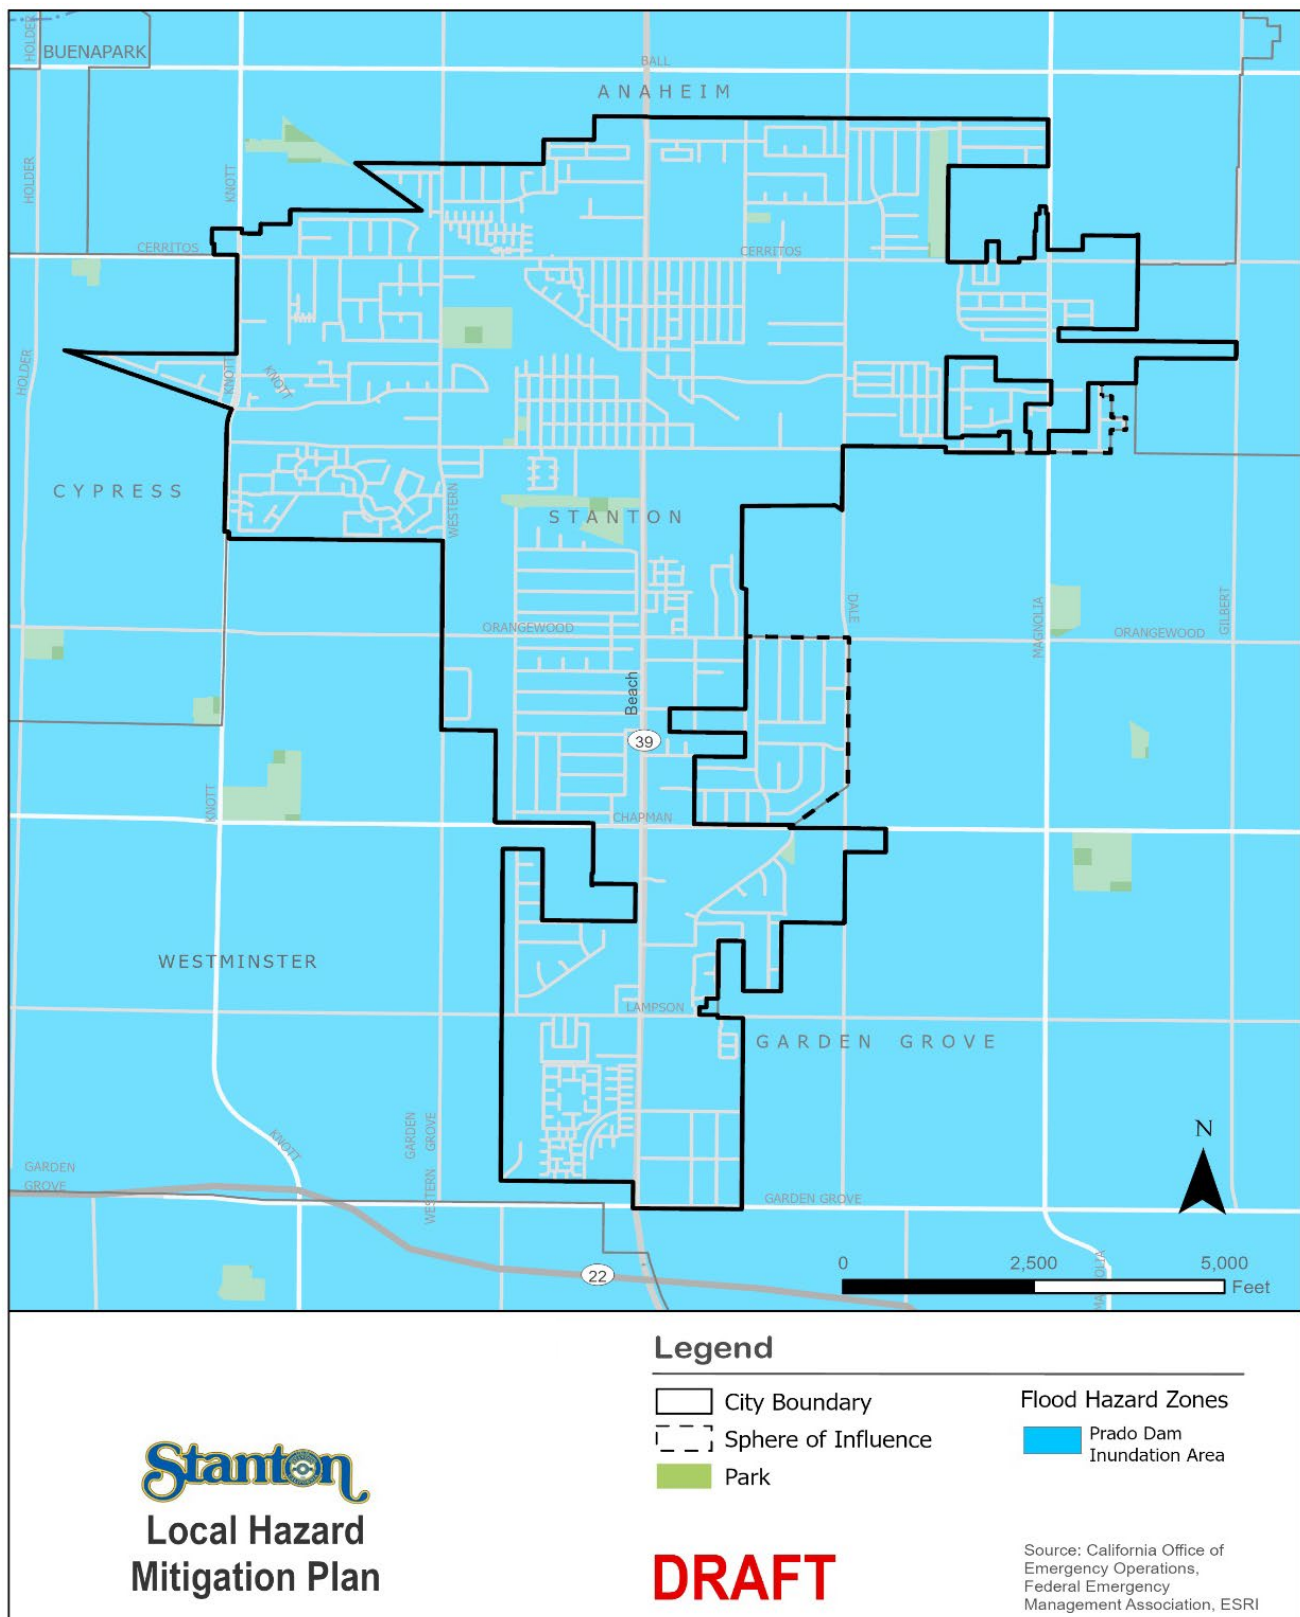 HOLDER
BUENAPARK
BALL
ANAHEIM
HOLDER
KNOTT
CERRITOS
CERRITOS
HOLDER
KNOTT
KNOTT
CYPRESS
WESTERN
STANTON
ORANGEWOOD
DALE
MAGNOLIA
ORANGEWOOD
GILBERT
Beach
39
KNOTT
CHAPMAN
WESTMINSTER
LAMPSON
GARDEN GROVE
GARDEN
GROVE
KNOTT
GARDEN GROVE
WESTERN
GARDEN GROVE
22
MAGNOLIA
N
0 2,500 5,000
Feet
Legend
City Boundary
Sphere of Influence
Park
Flood Hazard Zones
Prado Dam
Inundation Area
Stanton
Local Hazard
Mitigation Plan
DRAFT
Source: California Office of
Emergency Operations,
Federal Emergency
Management Association, ESRI